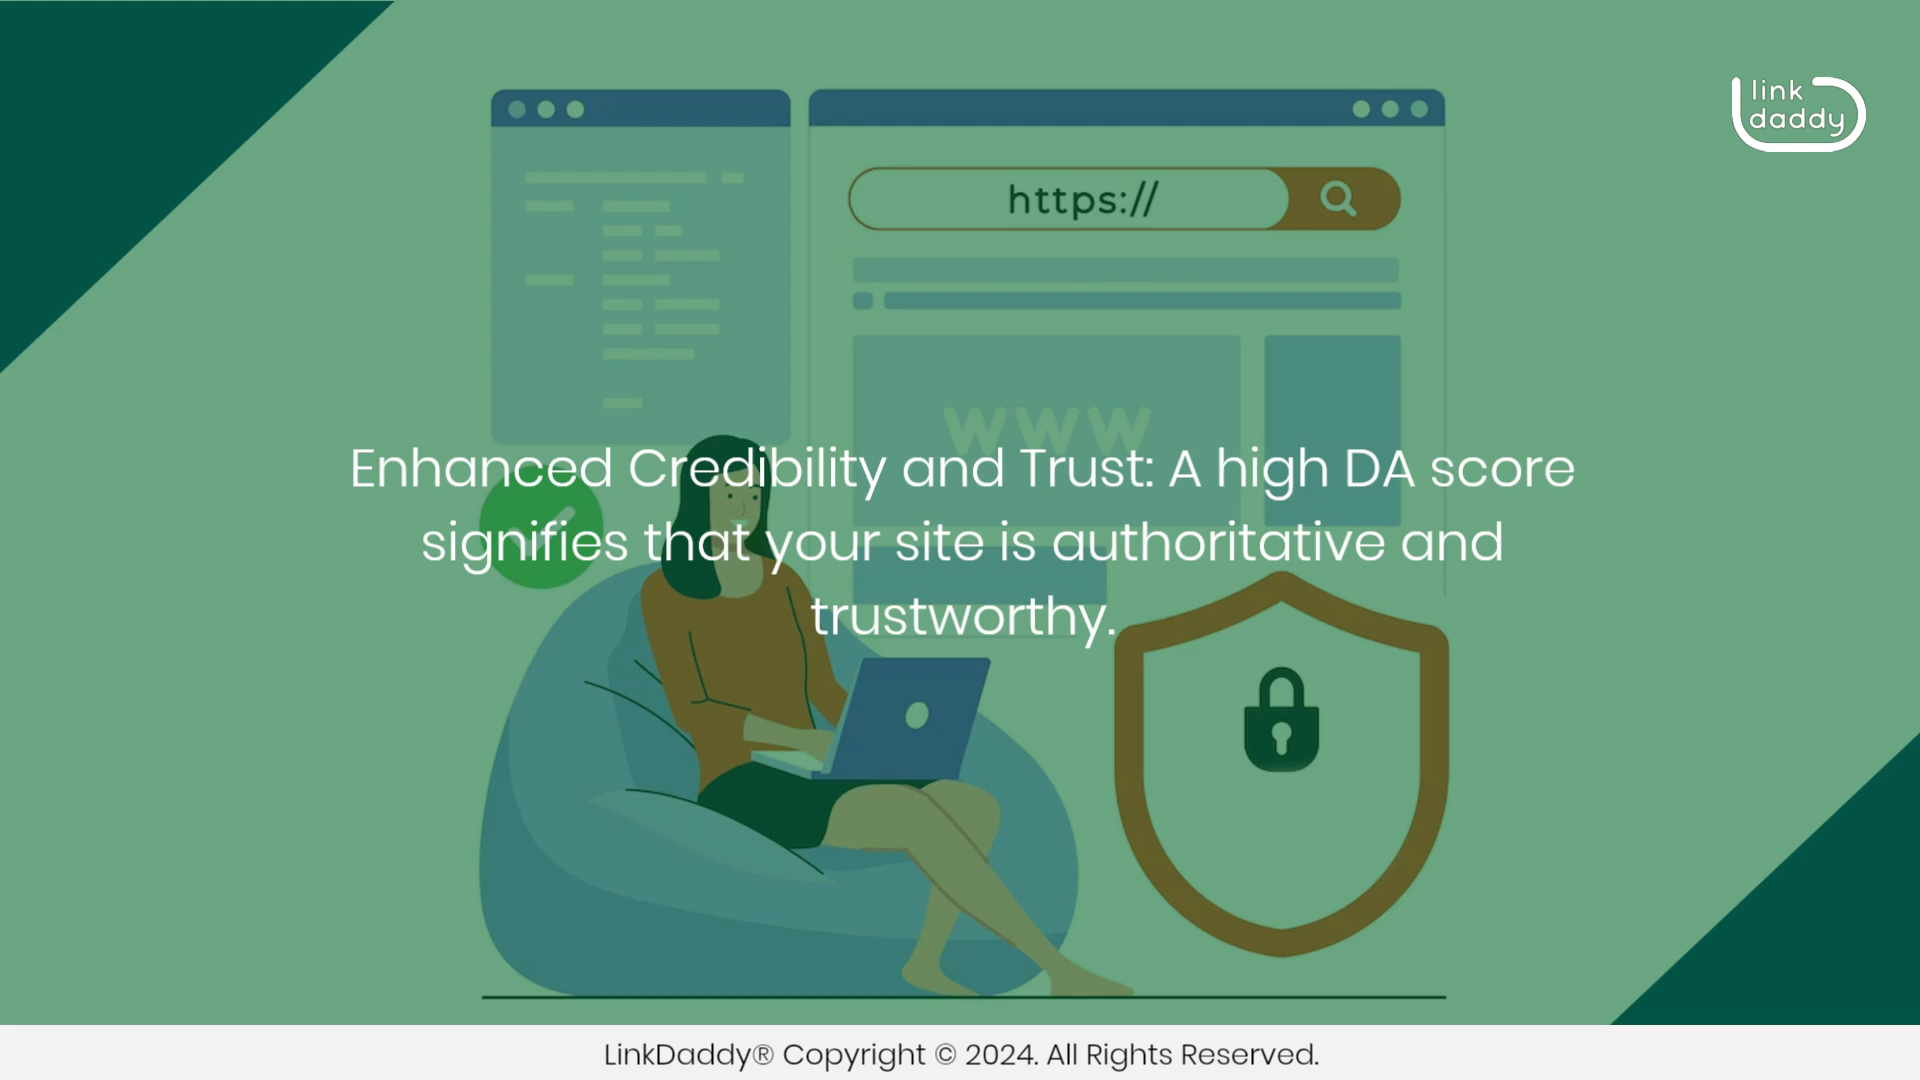 link
daddy
https://
www
Enhanced Credibility and Trust: A high DA score
signifies that your site is authoritative and
trustworthy.
LinkDaddy® Copyright © 2024. All Rights Reserved.